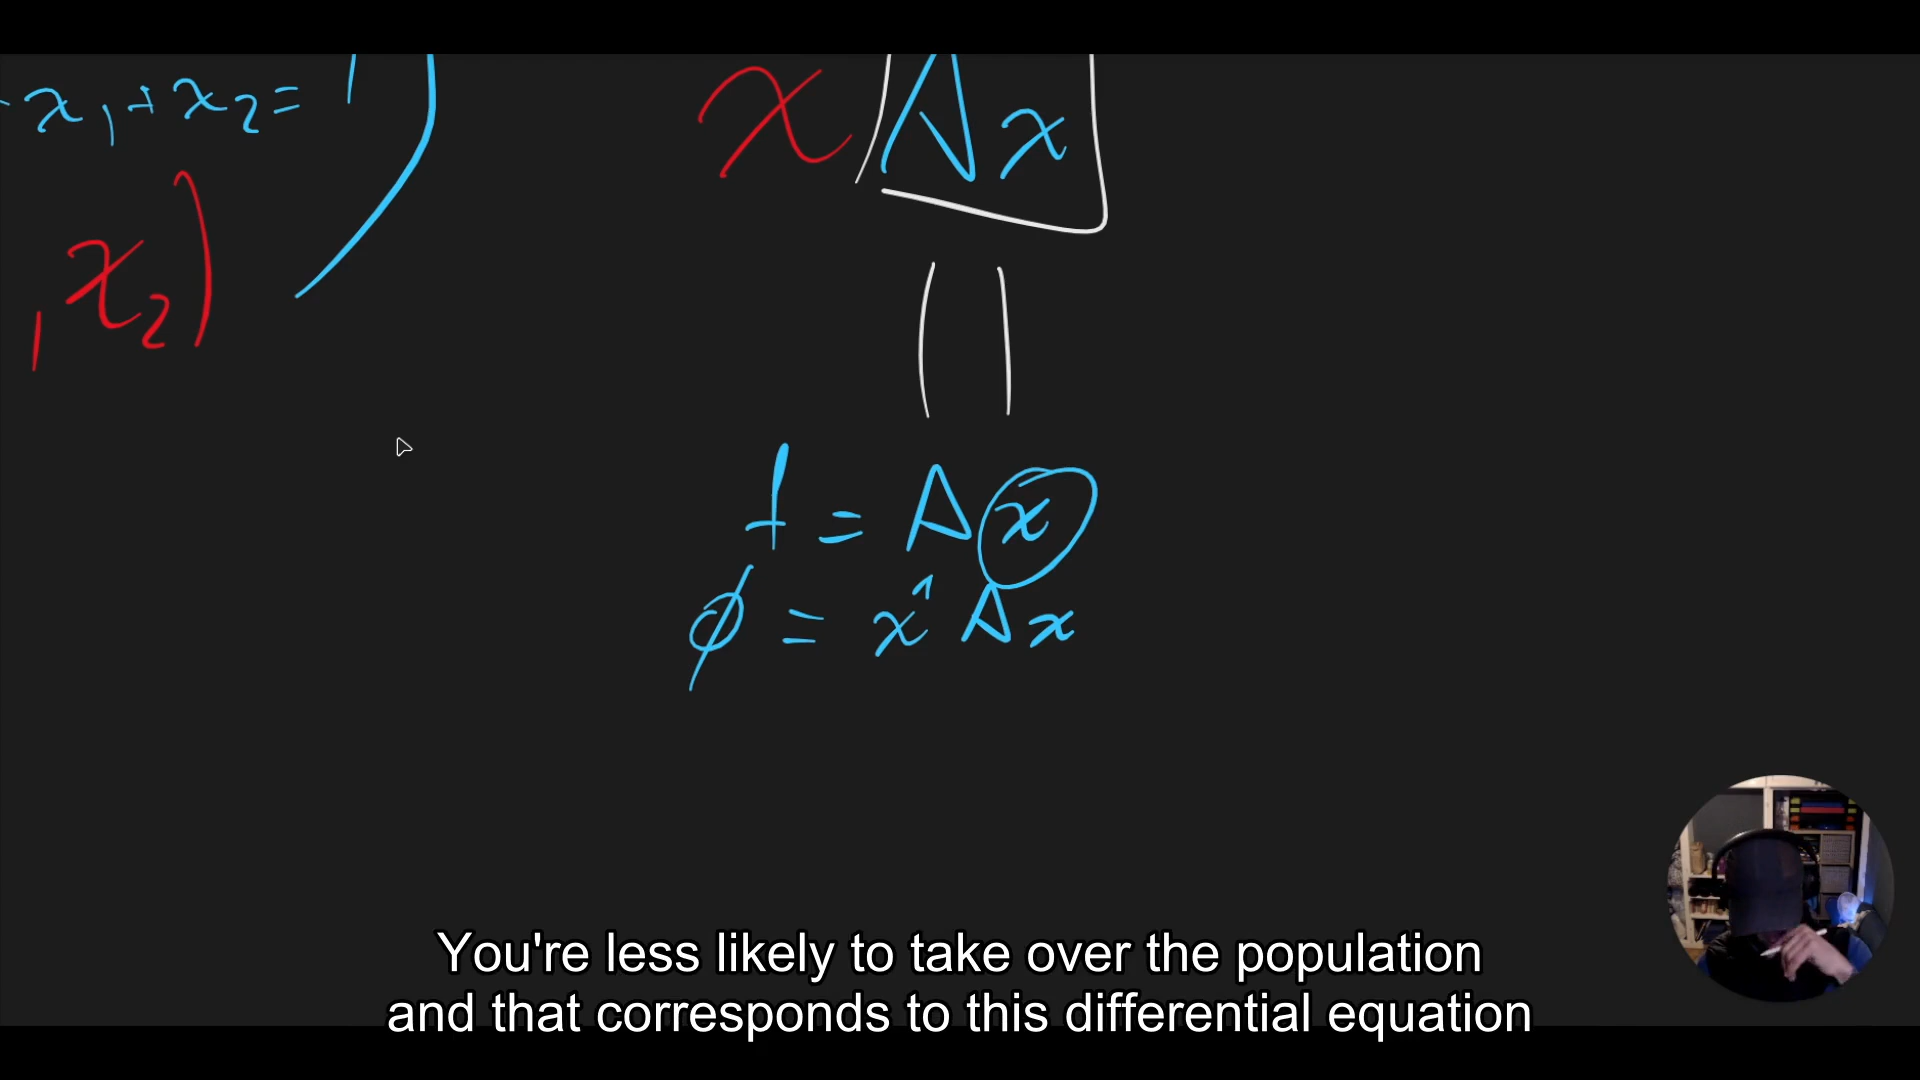 x₁ + x₂ = 1
, x₂)
x Ax
f = Ax
ϕ = x^T Ax
You're less likely to take over the population
and that corresponds to this differential equation